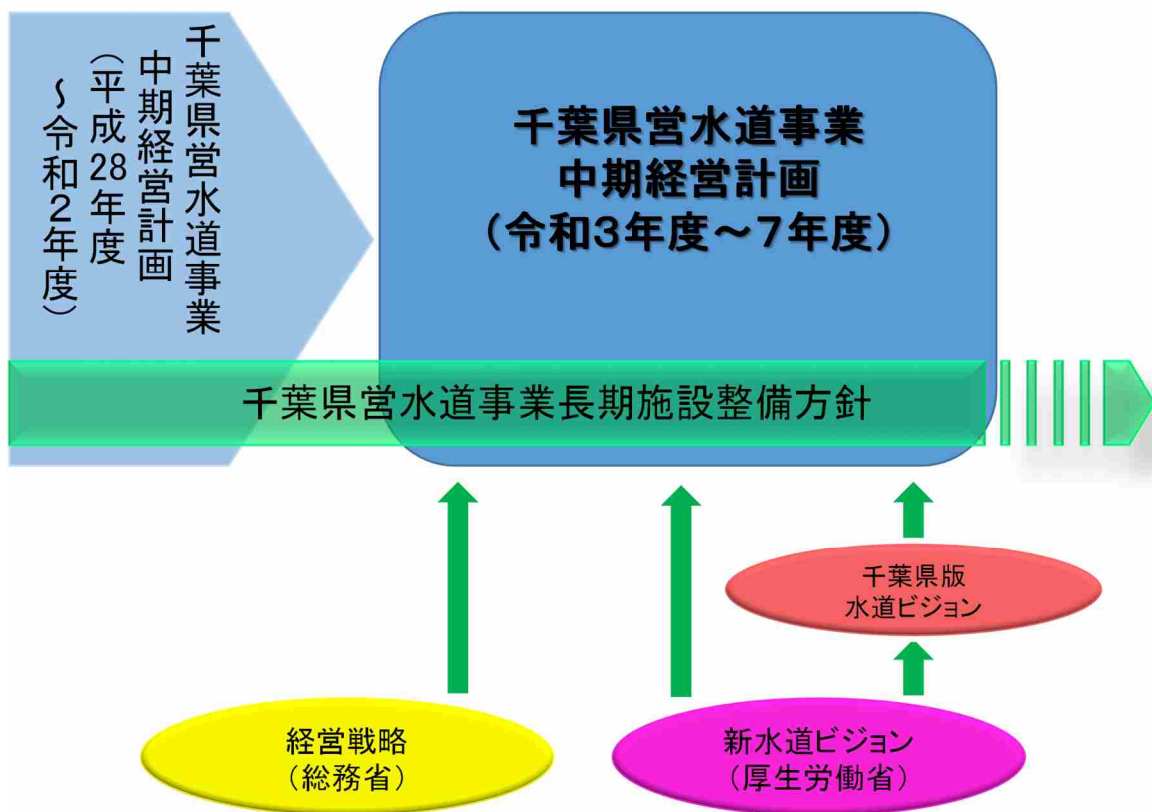 千葉県営水道事業
中期経営計画
（平成28年度
～令和２年度）
千葉県営水道事業
中期経営計画
（令和3年度～7年度）
千葉県営水道事業長期施設整備方針
千葉県版
水道ビジョン
経営戦略
（総務省）
新水道ビジョン
（厚生労働省）